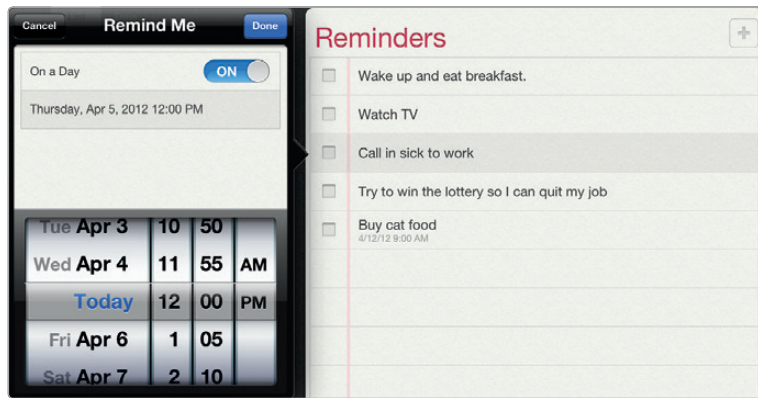 Cancel Remind Me Done
On a Day ON
Thursday, Apr 5, 2012 12:00 PM
Tue Apr 3 10 50
Wed Apr 4 11 55 AM
Today 12 00 PM
Fri Apr 6 1 05
Sat Apr 7 2 10
Reminders
Wake up and eat breakfast.
Watch TV
Call in sick to work
Try to win the lottery so I can quit my job
Buy cat food
4/12/12 9:00 AM